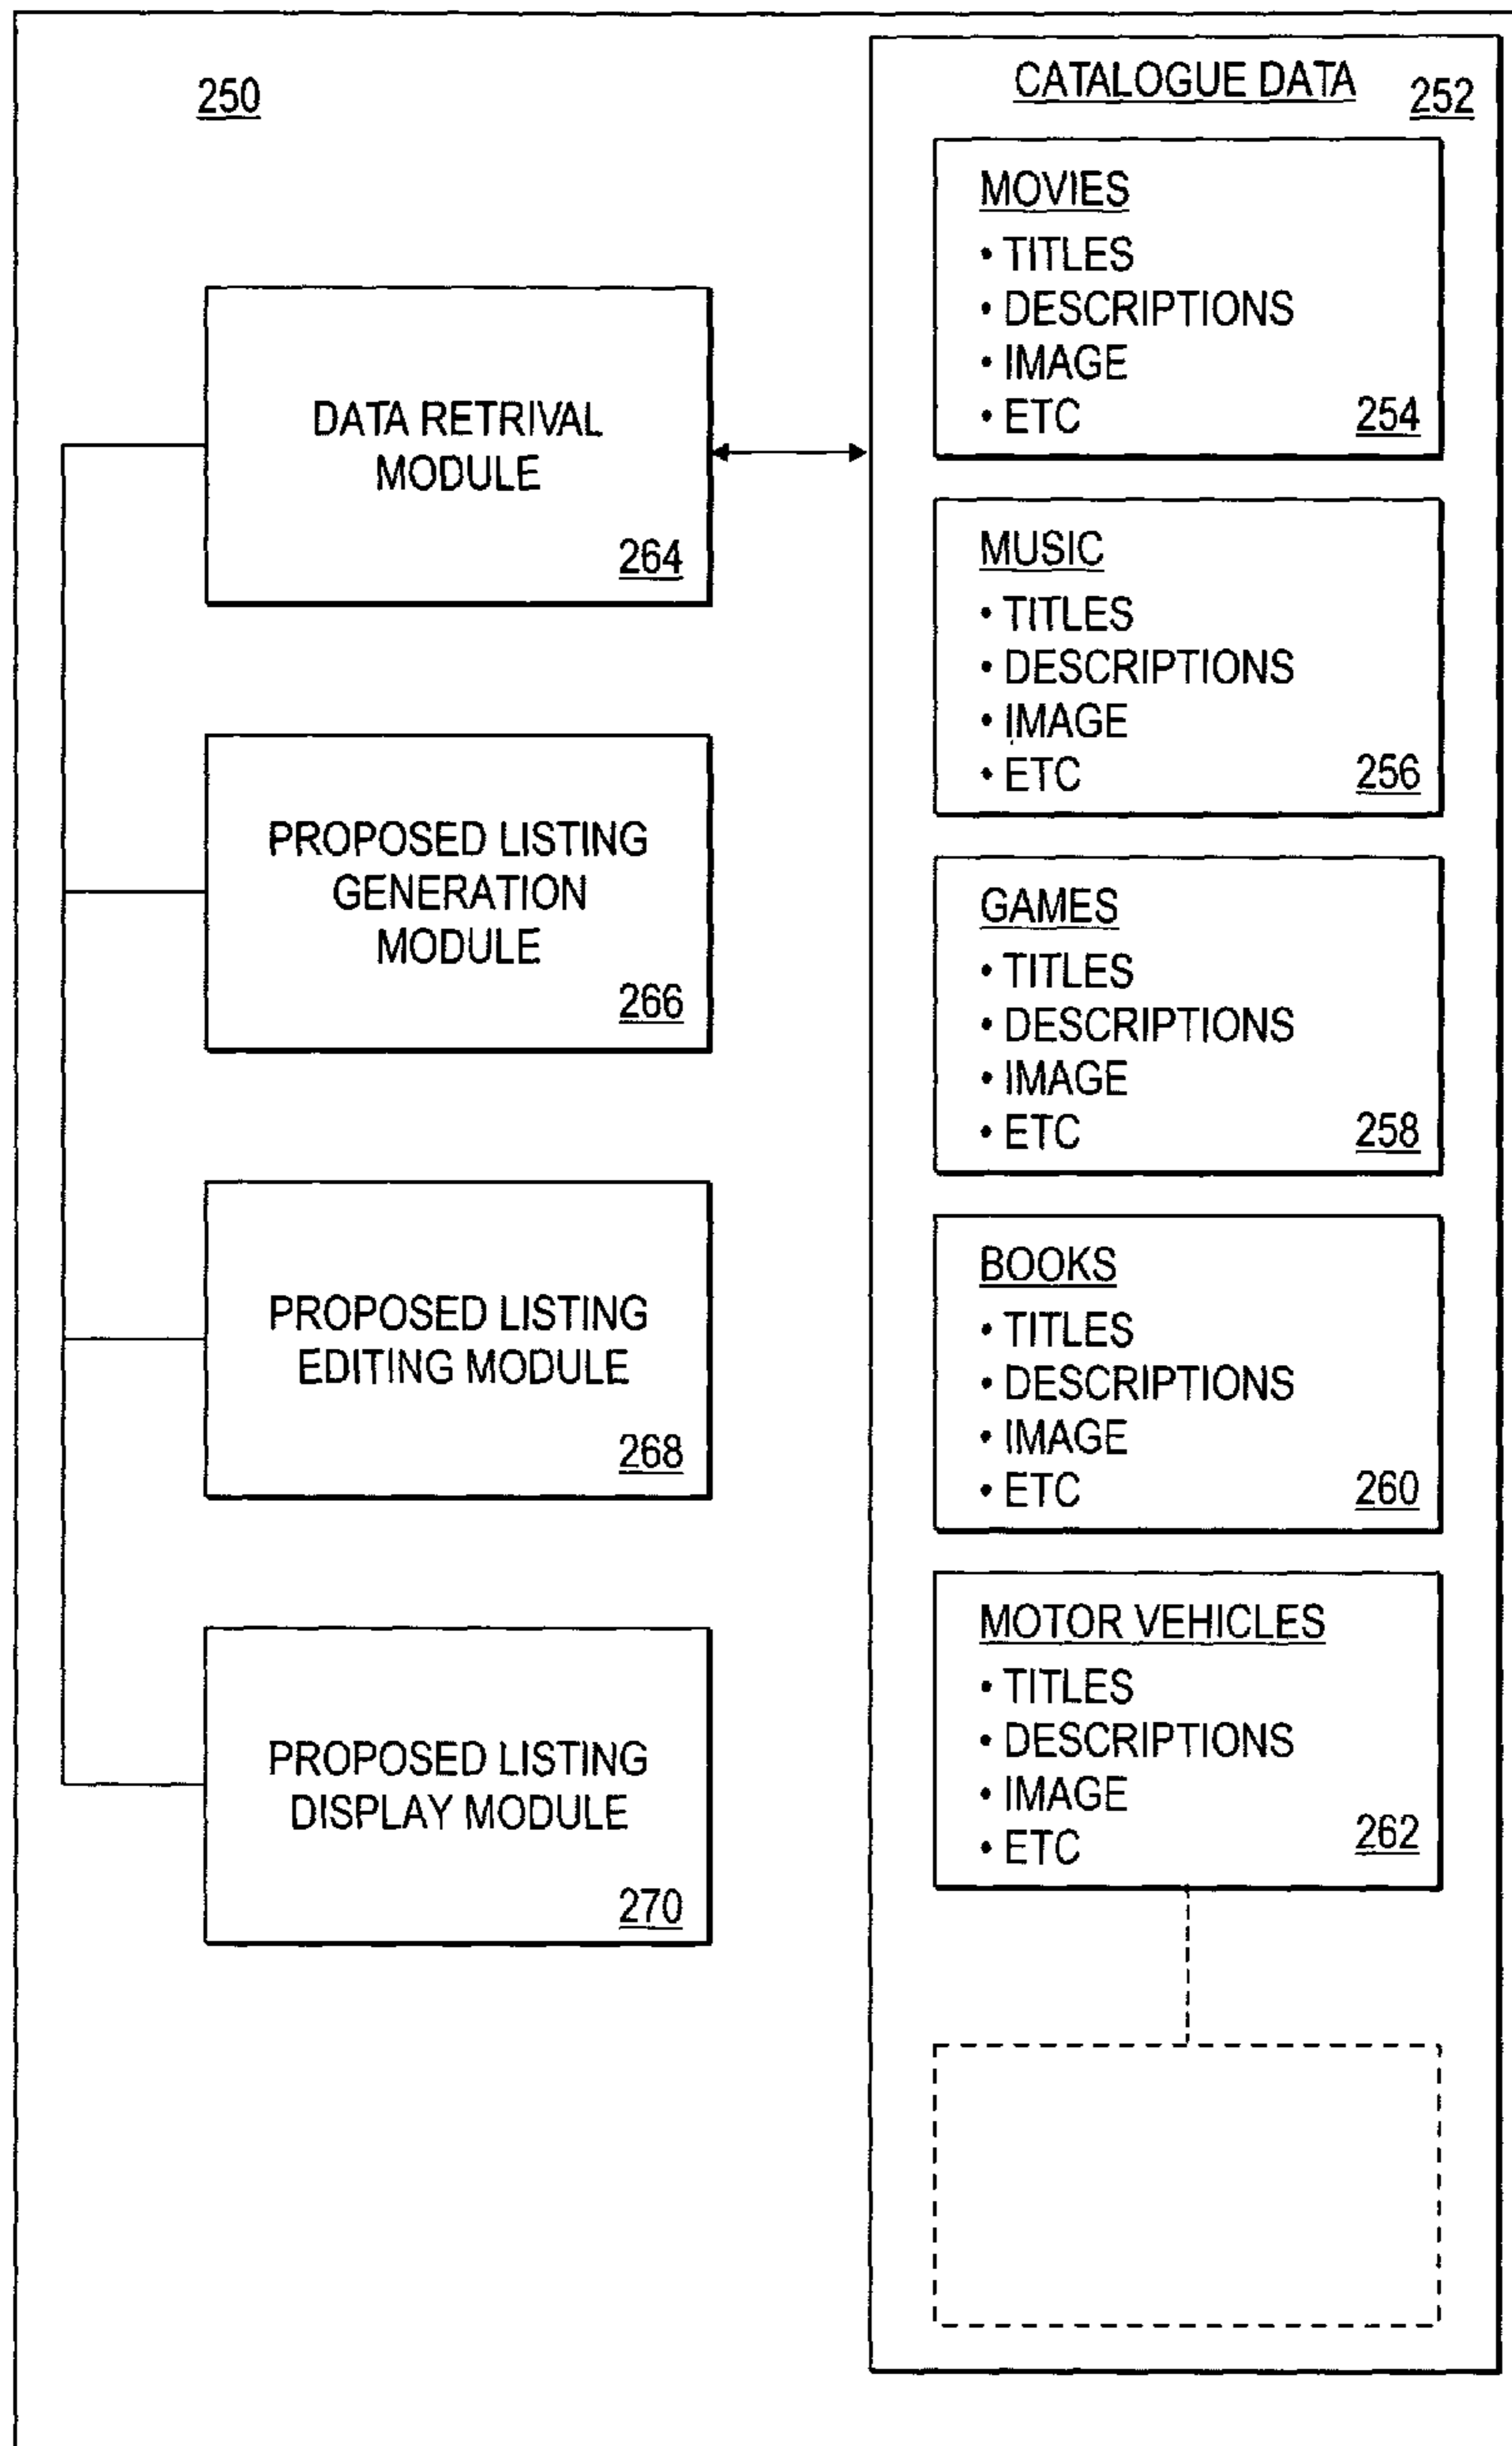 250
DATA RETRIVAL
MODULE
264
PROPOSED LISTING
GENERATION
MODULE
266
PROPOSED LISTING
EDITING MODULE
268
PROPOSED LISTING
DISPLAY MODULE
270
CATALOGUE DATA
252
MOVIES
• TITLES
• DESCRIPTIONS
• IMAGE
• ETC
254
MUSIC
• TITLES
• DESCRIPTIONS
• IMAGE
• ETC
256
GAMES
• TITLES
• DESCRIPTIONS
• IMAGE
• ETC
258
BOOKS
• TITLES
• DESCRIPTIONS
• IMAGE
• ETC
260
MOTOR VEHICLES
• TITLES
• DESCRIPTIONS
• IMAGE
• ETC
262